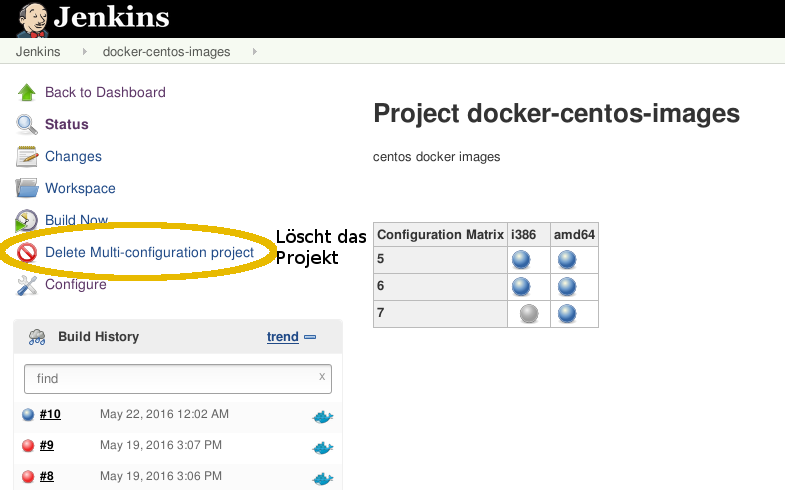 Jenkins
Jenkins docker-centos-images
Back to Dashboard
Status
Changes
Workspace
Build Now
Delete Multi-configuration project
Configure
Löscht das
Projekt
Project docker-centos-images
centos docker images
Configuration Matrix i386 amd64
5
6
7
Build History trend
find x
#10 May 22, 2016 12:02 AM
#9 May 19, 2016 3:07 PM
#8 May 19, 2016 3:06 PM